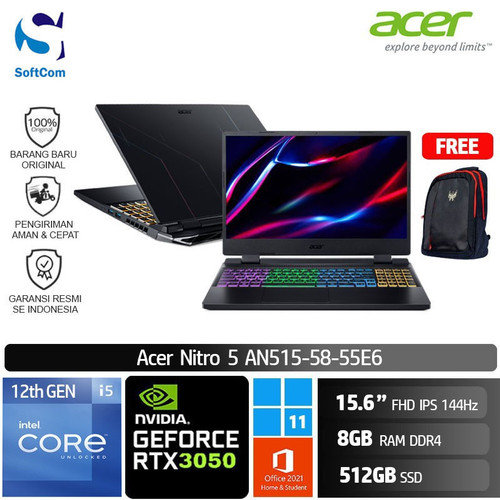 SoftCom
acer
explore beyond limits™
100%
Original
BARANG BARU
ORIGINAL
PENGIRIMAN
AMAN & CEPAT
GARANSI RESMI
SE INDONESIA
acer
acer
FREE
Acer Nitro 5 AN515-58-55E6
12th GEN i5
intel
CORE
UNLOCKED
NVIDIA.
GEFORCE
RTX3050
11
Office 2021
Home & Student
15.6” FHD IPS 144Hz
8GB RAM DDR4
512GB SSD